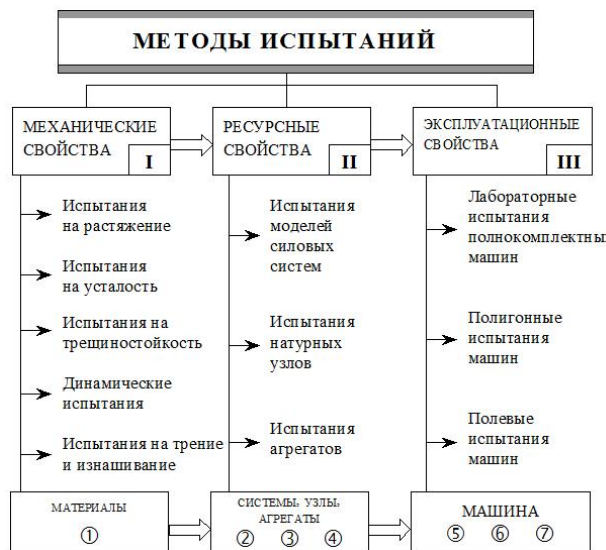 МЕТОДЫ ИСПЫТАНИЙ
МЕХАНИЧЕСКИЕ
СВОЙСТВА
I
РЕСУРСНЫЕ
СВОЙСТВА
II
ЭКСПЛУАТАЦИОННЫЕ
СВОЙСТВА
III
Испытания
на растяжение
Испытания
на усталость
Испытания на
трещиностойкость
Динамические
испытания
Испытания на трение
и изнашивание
Испытания
моделей
силовых
систем
Испытания
натурных
узлов
Испытания
агрегатов
Лабораторные
испытания
полнокомплектных
машин
Полигонные
испытания
машин
Полевые
испытания
машин
МАТЕРИАЛЫ
①
СИСТЕМЫ, УЗЛЫ,
АГРЕГАТЫ
② ③ ④
МАШИНА
⑤ ⑥ ⑦